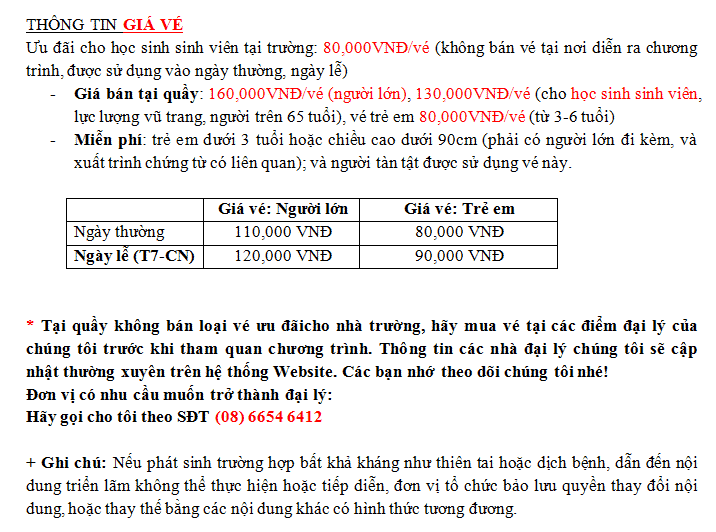 THÔNG TIN GIÁ VÉ
Ưu đãi cho học sinh sinh viên tại trường: 80,000VNĐ/vé (không bán vé tại nơi diễn ra chương
trình, được sử dụng vào ngày thường, ngày lễ)
- Giá bán tại quầy: 160,000VNĐ/vé (người lớn), 130,000VNĐ/vé (cho học sinh sinh viên,
lực lượng vũ trang, người trên 65 tuổi), vé trẻ em 80,000VNĐ/vé (từ 3-6 tuổi)
- Miễn phí: trẻ em dưới 3 tuổi hoặc chiều cao dưới 90cm (phải có người lớn đi kèm, và
xuất trình chứng từ có liên quan); và người tàn tật được sử dụng vé này.
Giá vé: Người lớn Giá vé: Trẻ em
Ngày thường 110,000 VNĐ 80,000 VNĐ
Ngày lễ (T7-CN) 120,000 VNĐ 90,000 VNĐ
* Tại quầy không bán loại vé ưu đãicho nhà trường, hãy mua vé tại các điểm đại lý của
chúng tôi trước khi tham quan chương trình. Thông tin các nhà đại lý chúng tôi sẽ cập
nhật thường xuyên trên hệ thống Website. Các bạn nhớ theo dõi chúng tôi nhé!
Đơn vị có nhu cầu muốn trở thành đại lý:
Hãy gọi cho tôi theo SĐT (08) 6654 6412
+ Ghi chú: Nếu phát sinh trường hợp bất khả kháng như thiên tai hoặc dịch bệnh, dẫn đến nội
dung triển lãm không thể thực hiện hoặc tiếp diễn, đơn vị tổ chức bảo lưu quyền thay đổi nội
dung, hoặc thay thế bằng các nội dung khác có hình thức tương đương.